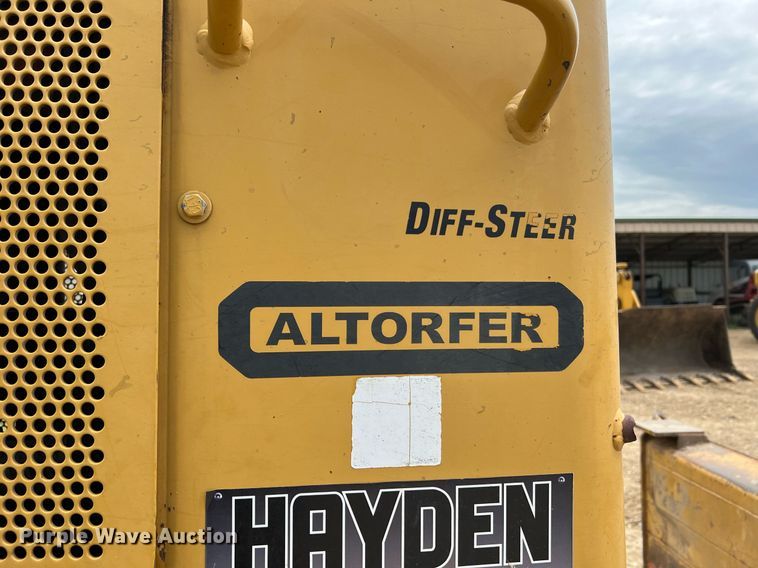 DIFF-STEER
ALTORFER
HAYDEN
Purple Wave Auction